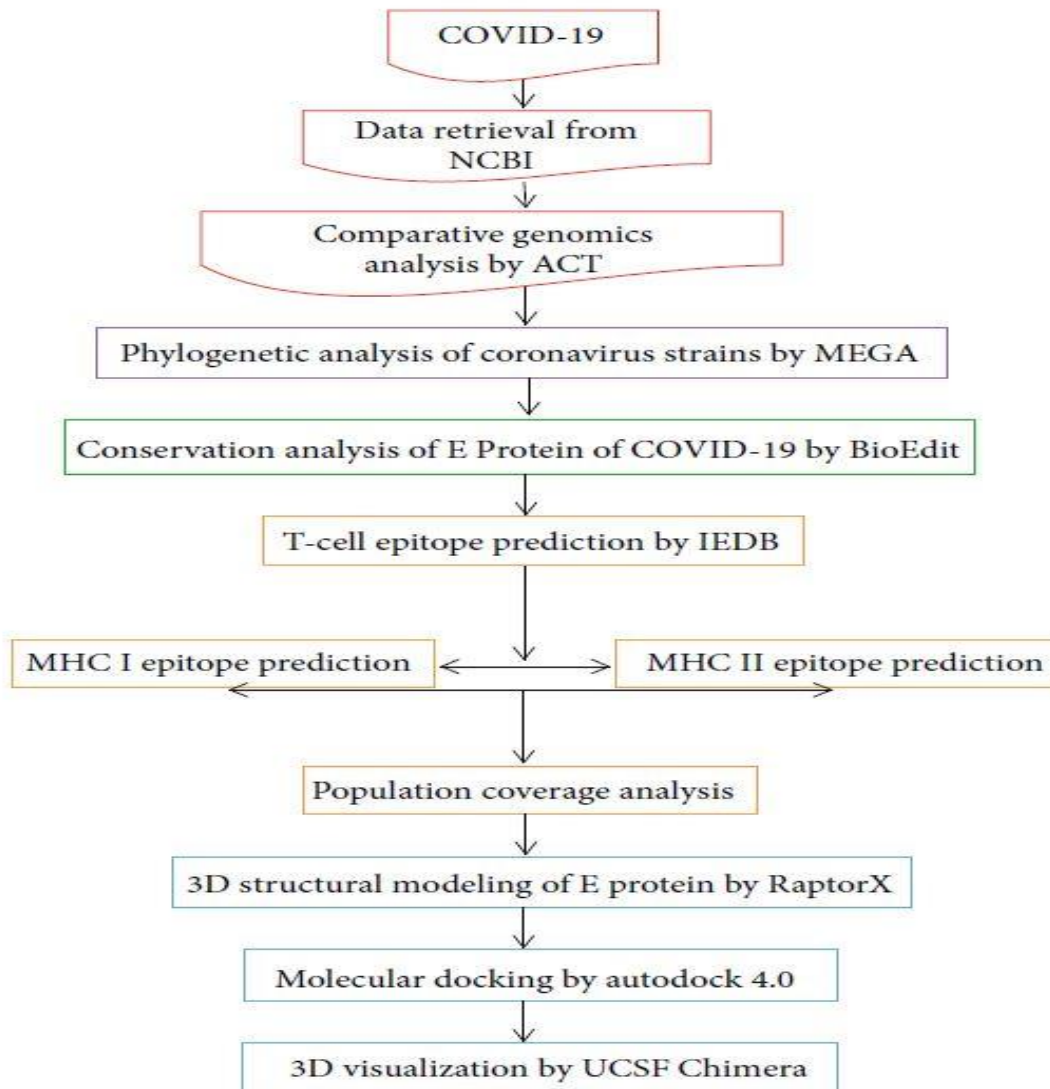 COVID-19
Data retrieval from
NCBI
Comparative genomics
analysis by ACT
Phylogenetic analysis of coronavirus strains by MEGA
Conservation analysis of E Protein of COVID-19 by BioEdit
T-cell epitope prediction by IEDB
MHC I epitope prediction
MHC II epitope prediction
Population coverage analysis
3D structural modeling of E protein by RaptorX
Molecular docking by autodock 4.0
3D visualization by UCSF Chimera